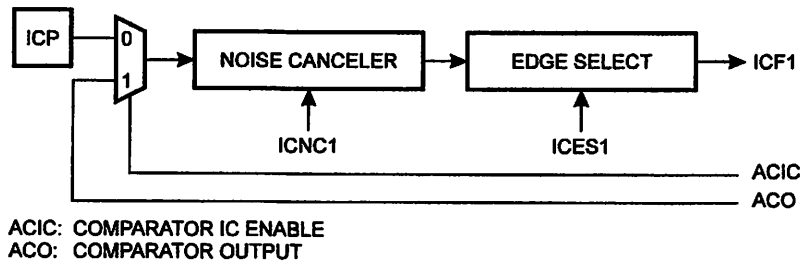 ICP
0
1
NOISE CANCELER
EDGE SELECT
ICF1
ICNC1
ICES1
ACIC
ACO
ACIC: COMPARATOR IC ENABLE
ACO: COMPARATOR OUTPUT